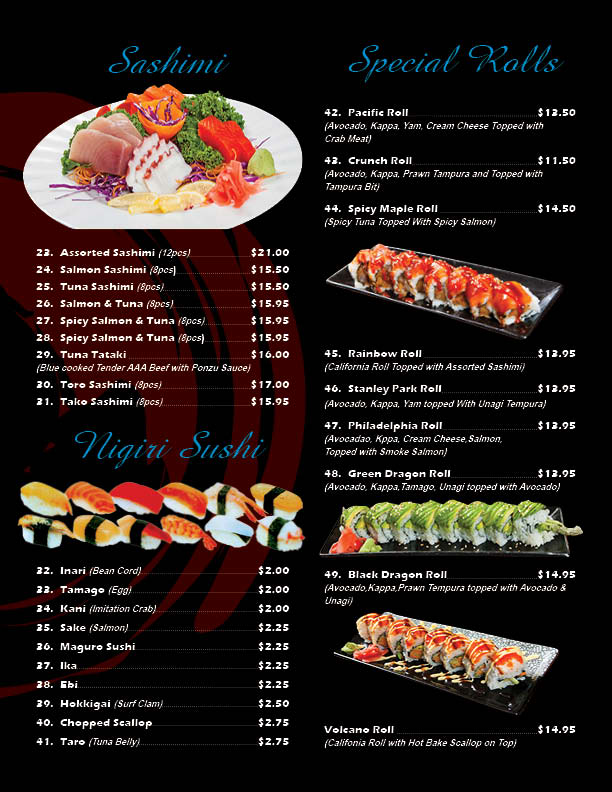 Sashimi
23. Assorted Sashimi (12pcs) $21.00
24. Salmon Sashimi (8pcs) $15.50
25. Tuna Sashimi (8pcs) $15.50
26. Salmon & Tuna (8pcs) $15.95
27. Spicy Salmon & Tuna (8pcs) $15.95
28. Spicy Salmon & Tuna (8pcs) $15.95
29. Tuna Tataki $16.00
(Blue cooked Tender AAA Beef with Ponzu Sauce)
30. Toro Sashimi (8pcs) $17.00
31. Tako Sashimi (8pcs) $15.95
Nigiri Sushi
32. Inari (Bean Cord) $2.00
33. Tamago (Egg) $2.00
34. Kani (Imitation Crab) $2.00
35. Sake (Salmon) $2.25
36. Maguro Sushi $2.25
37. Ika $2.25
38. Ebi $2.25
39. Hokkigai (Surf Clam) $2.50
40. Chopped Scallop $2.75
41. Taro (Tuna Belly) $2.75
Special Rolls
42. Pacific Roll $13.50
(Avocado, Kappa, Yam, Cream Cheese Topped with
Crab Meat)
43. Crunch Roll $11.50
(Avocado, Kappa, Prawn Tampura and Topped with
Tampura Bit)
44. Spicy Maple Roll $14.50
(Spicy Tuna Topped With Spicy Salmon)
45. Rainbow Roll $13.95
(California Roll Topped with Assorted Sashimi)
46. Stanley Park Roll $13.95
(Avocado, Kappa, Yam topped With Unagi Tempura)
47. Philadelphia Roll $13.95
(Avocadao, Kppa, Cream Cheese,Salmon,
Topped with Smoke Salmon)
48. Green Dragon Roll $13.95
(Avocado, Kappa,Tamago, Unagi topped with Avocado)
49. Black Dragon Roll $14.95
(Avocado,Kappa,Prawn Tempura topped with Avocado &
Unagi)
Volcano Roll $14.95
(Califonia Roll with Hot Bake Scallop on Top)